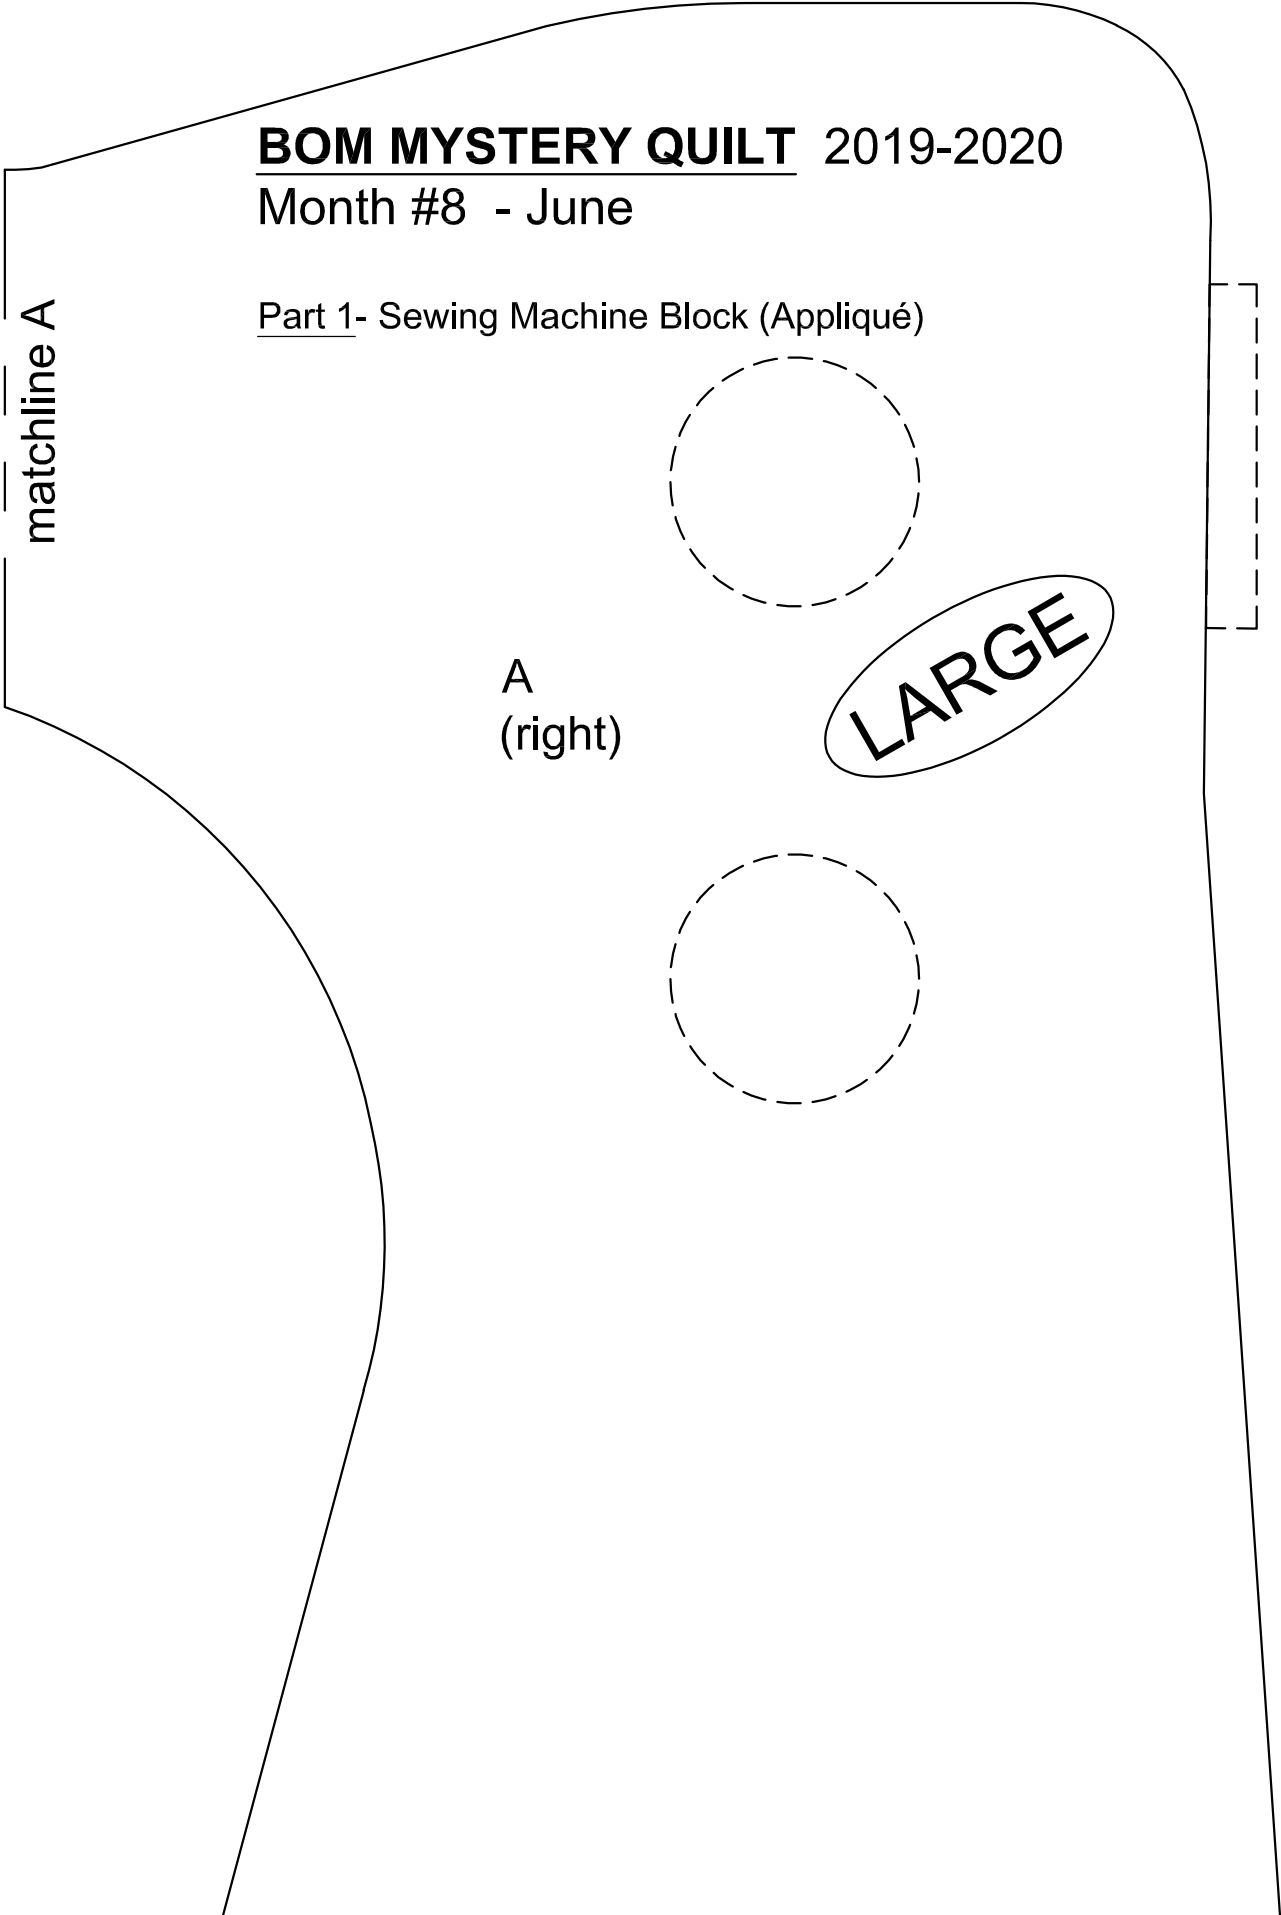 BOM MYSTERY QUILT 2019-2020
Month #8 - June
matchline A
Part 1- Sewing Machine Block (Appliqué)
LARGE
A
(right)